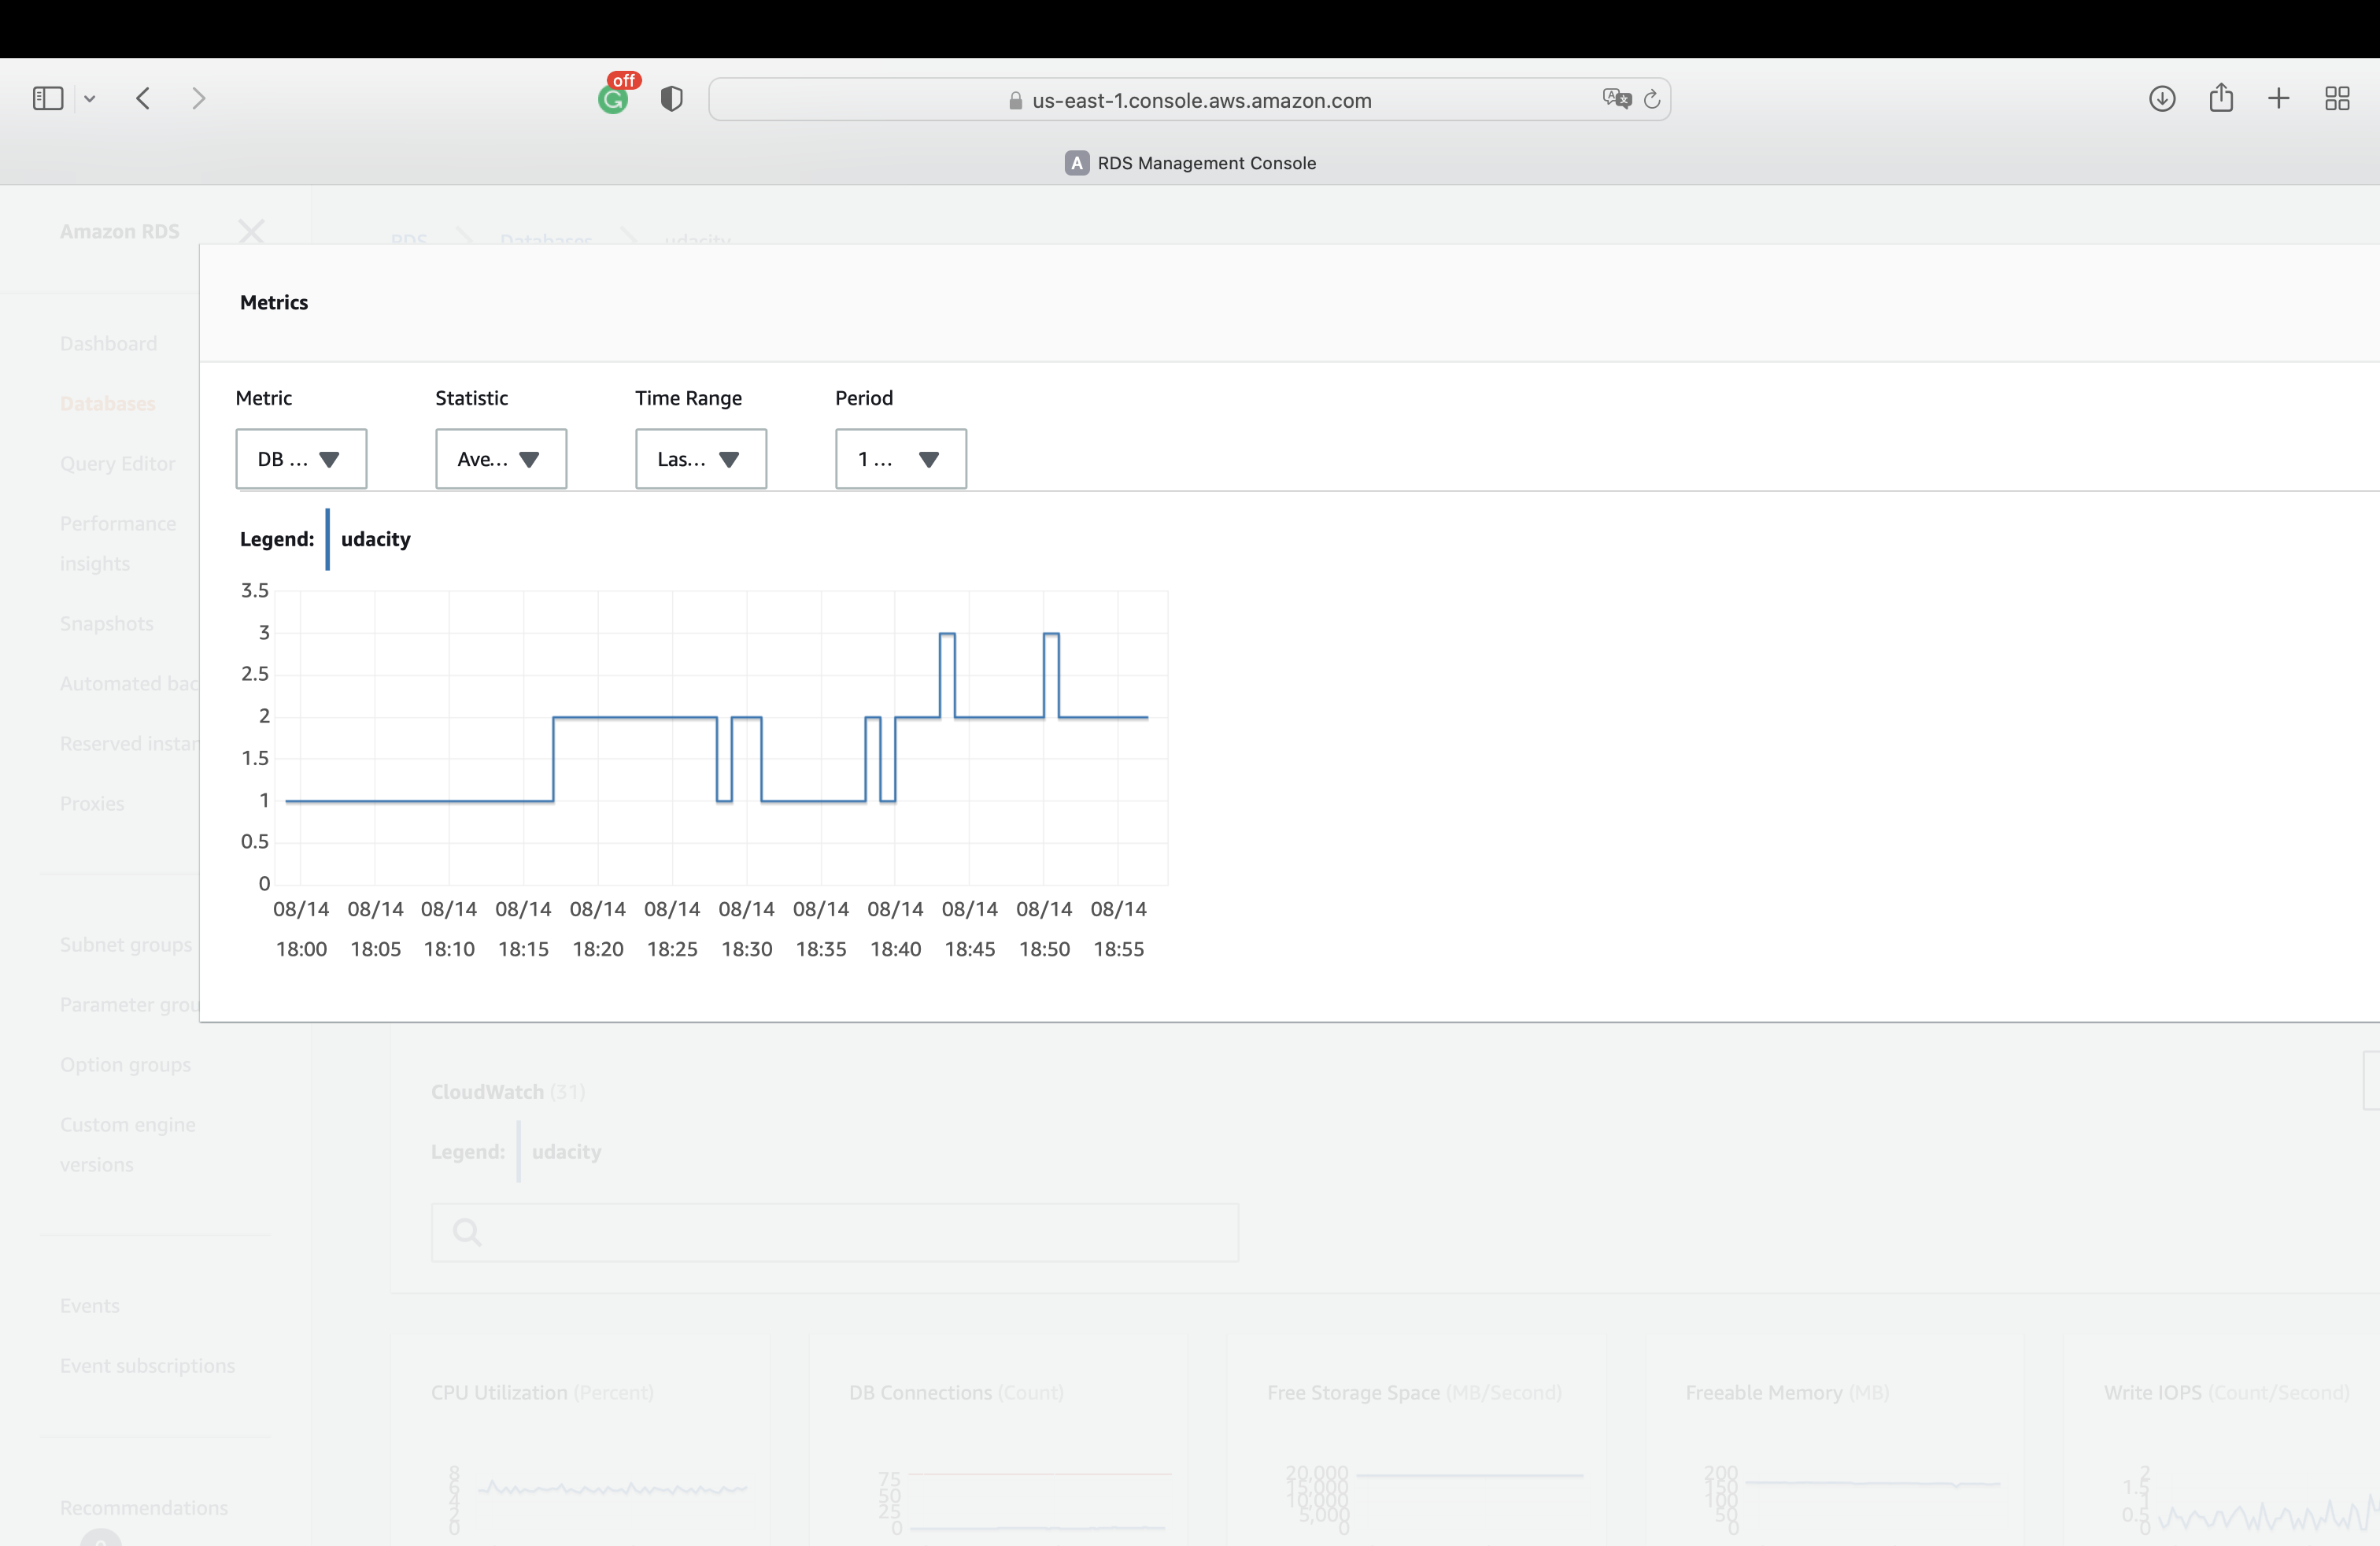 off
us-east-1.console.aws.amazon.com
A RDS Management Console
Amazon RDS
RDS Databases udacity
Metrics
Dashboard
Databases
Query Editor
Performance
insights
Snapshots
Automated bac
Reserved instan
Proxies
Subnet groups
Parameter grou
Option groups
Custom engine
versions
Events
Event subscriptions
Recommendations
Metric Statistic Time Range Period
DB ... Ave... Las... 1 ...
Legend: udacity
3.5
3
2.5
2
1.5
1
0.5
0
08/14 08/14 08/14 08/14 08/14 08/14 08/14 08/14 08/14 08/14 08/14 08/14
18:00 18:05 18:10 18:15 18:20 18:25 18:30 18:35 18:40 18:45 18:50 18:55
CloudWatch (31)
Legend: udacity
CPU Utilization (Percent)
8
6
4
2
0
DB Connections (Count)
75
50
25
0
Free Storage Space (MB/Second)
20,000
15,000
10,000
5,000
0
Freeable Memory (MB)
200
150
100
50
0
Write IOPS (Count/Second)
2
1.5
1
0.5
0